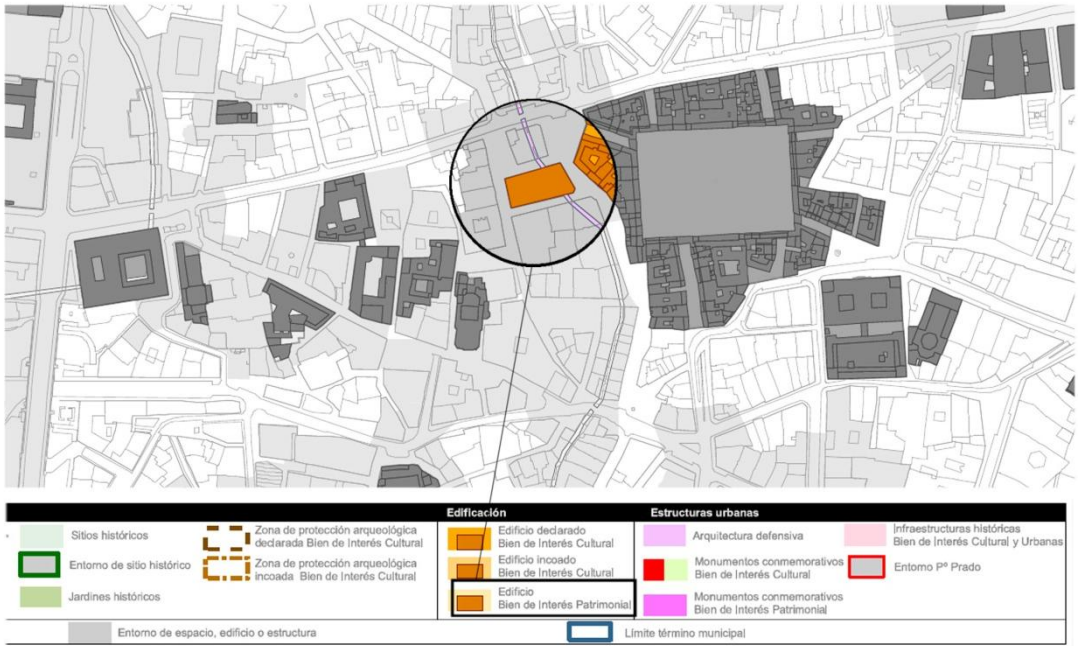 Edificación
Estructuras urbanas
Sitios históricos
Zona de protección arqueológica
declarada Bien de Interés Cultural
Edificio declarado
Bien de Interés Cultural
Arquitectura defensiva
Infraestructuras históricas
Bien de Interés Cultural y Urbanas
Entorno de sitio histórico
Zona de protección arqueológica
incoada Bien de Interés Cultural
Edificio incoado
Bien de Interés Cultural
Monumentos conmemorativos
Bien de Interés Cultural
Entorno Pº Prado
Jardines históricos
Edificio
Bien de Interés Patrimonial
Monumentos conmemorativos
Bien de Interés Patrimonial
Entorno de espacio, edificio o estructura
Límite término municipal